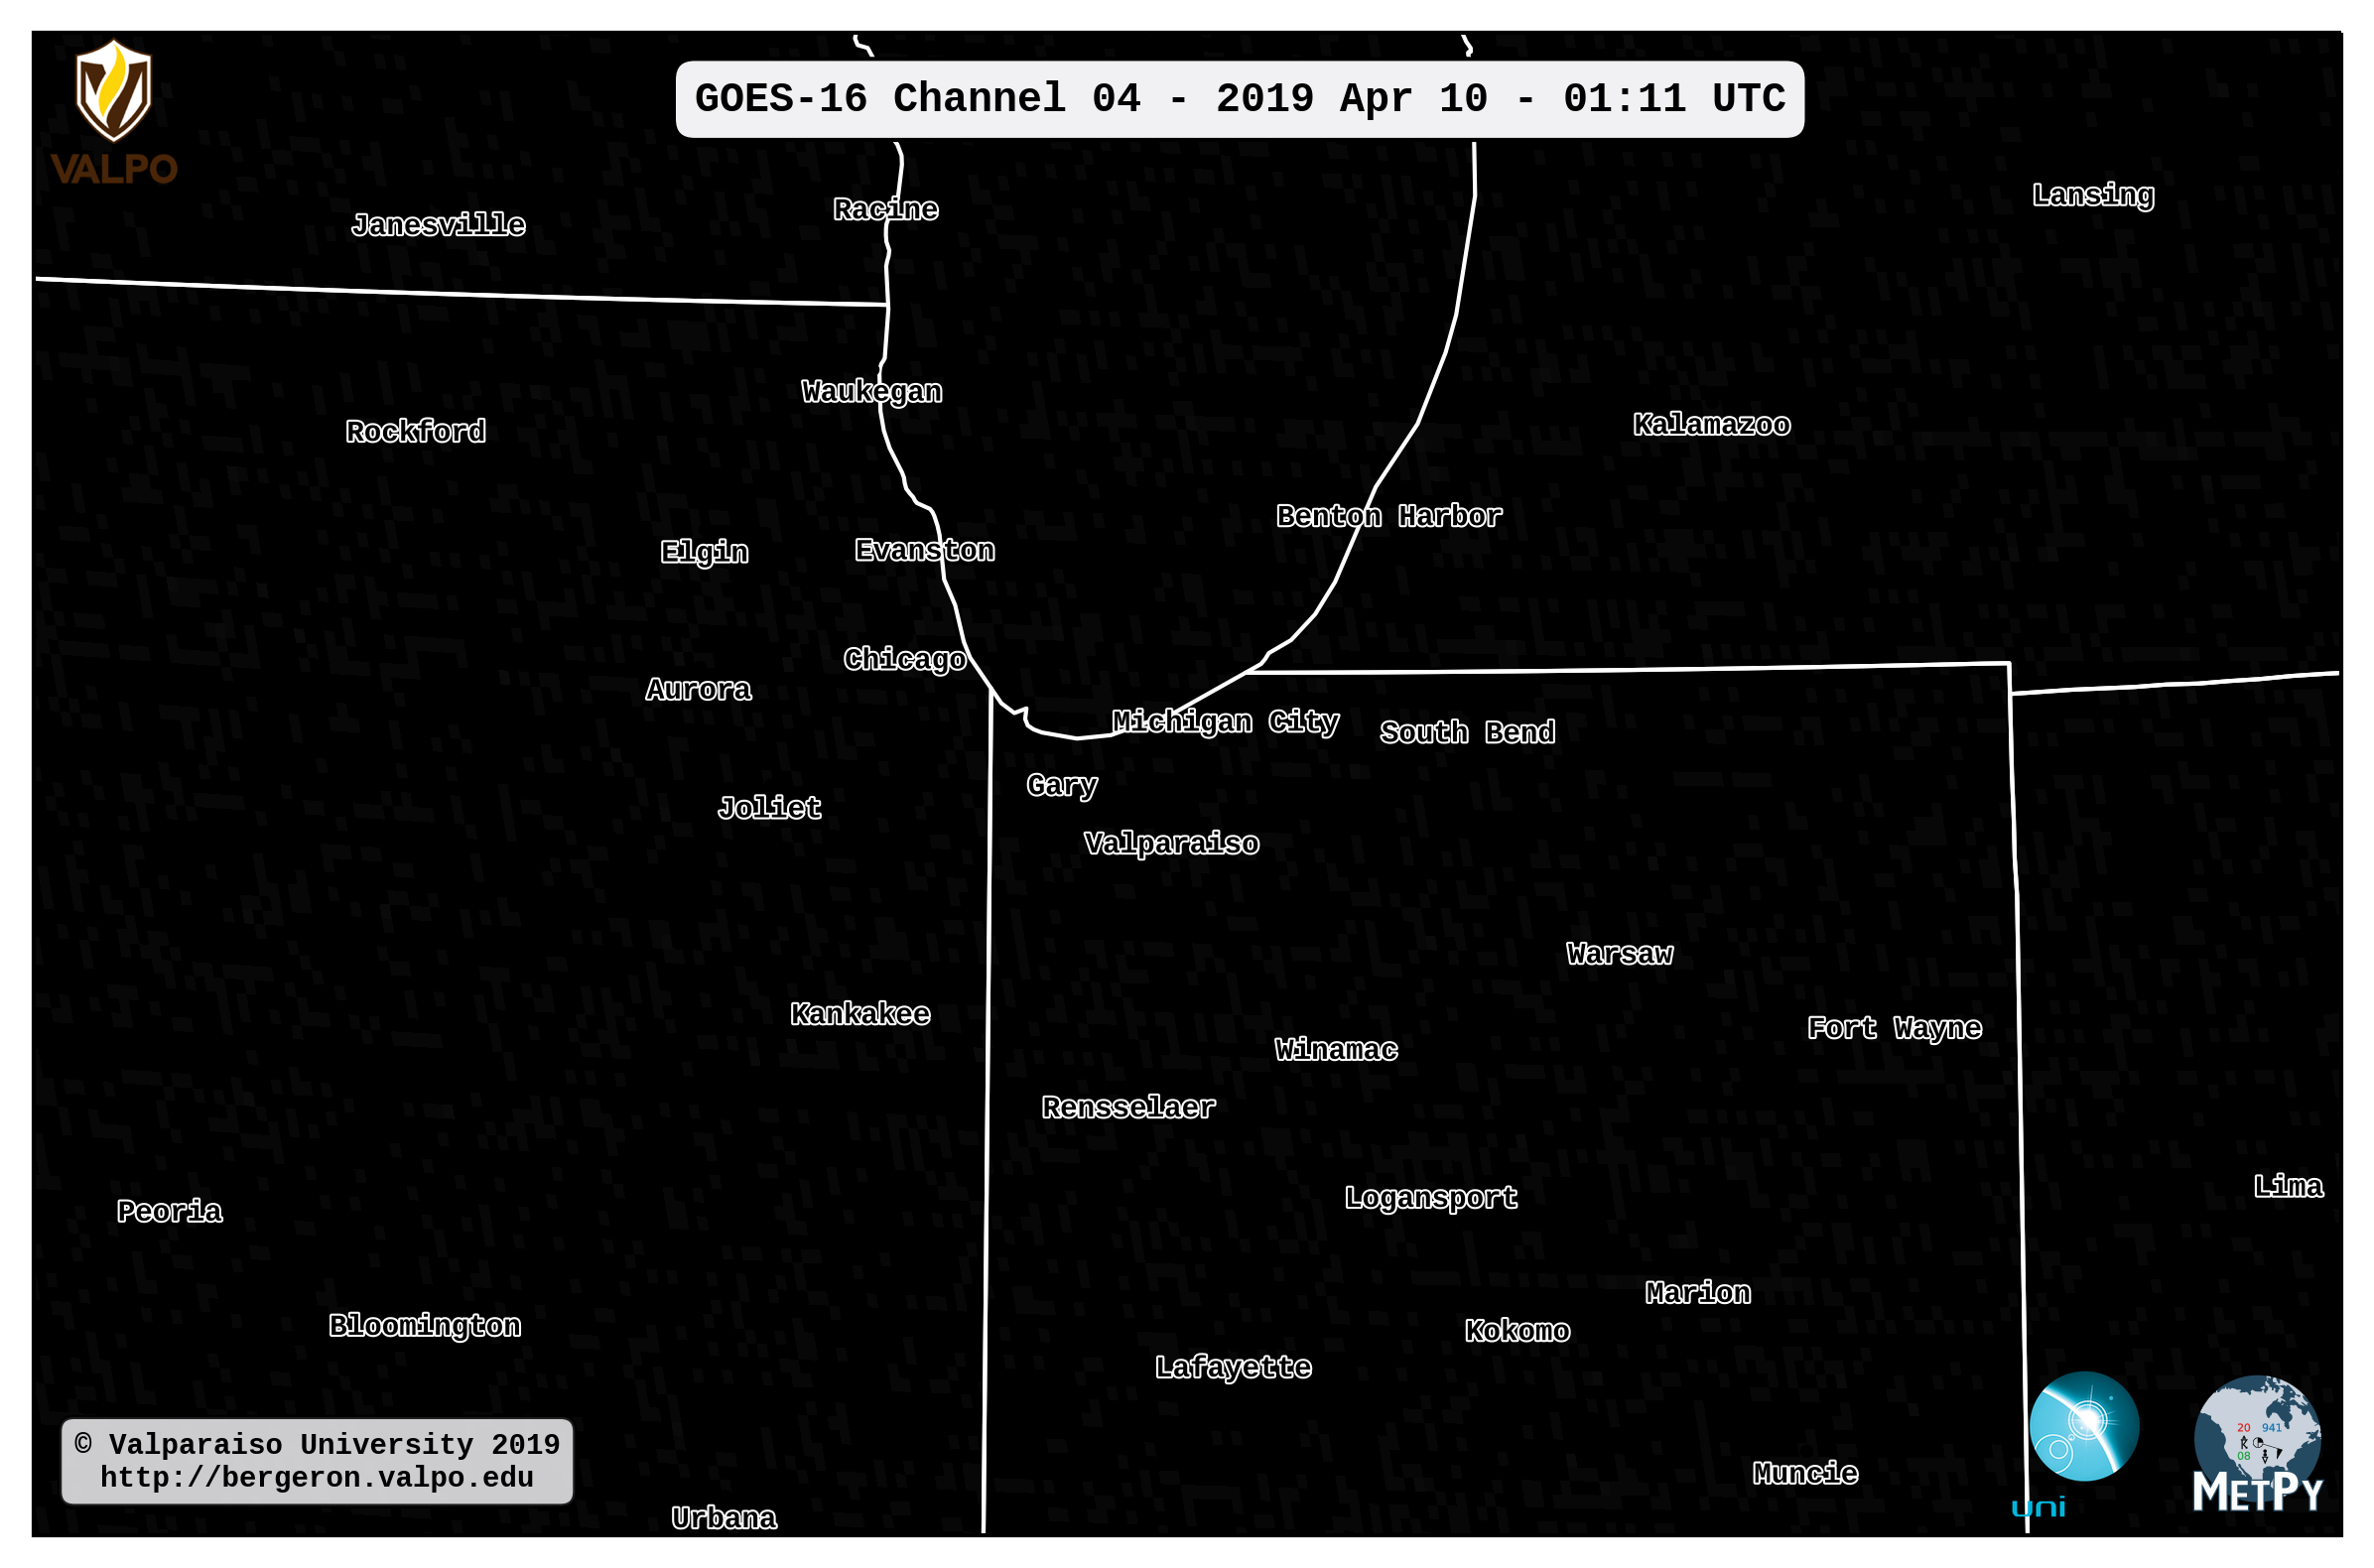 GOES-16 Channel 04 - 2019 Apr 10 - 01:11 UTC
VALPO
Lansing
Racine
Janesville
Waukegan
Kalamazoo
Rockford
Benton Harbor
Evanston
Elgin
Chicago
Aurora
Michigan City
South Bend
Gary
Joliet
Valparaiso
Warsaw
Kankakee
Fort Wayne
Winamac
Rensselaer
Lima
Logansport
Peoria
Marion
Bloomington
Kokomo
Lafayette
© Valparaiso University 2019
http://bergeron.valpo.edu
Muncie
Urbana
uni
20 941
08
METPY